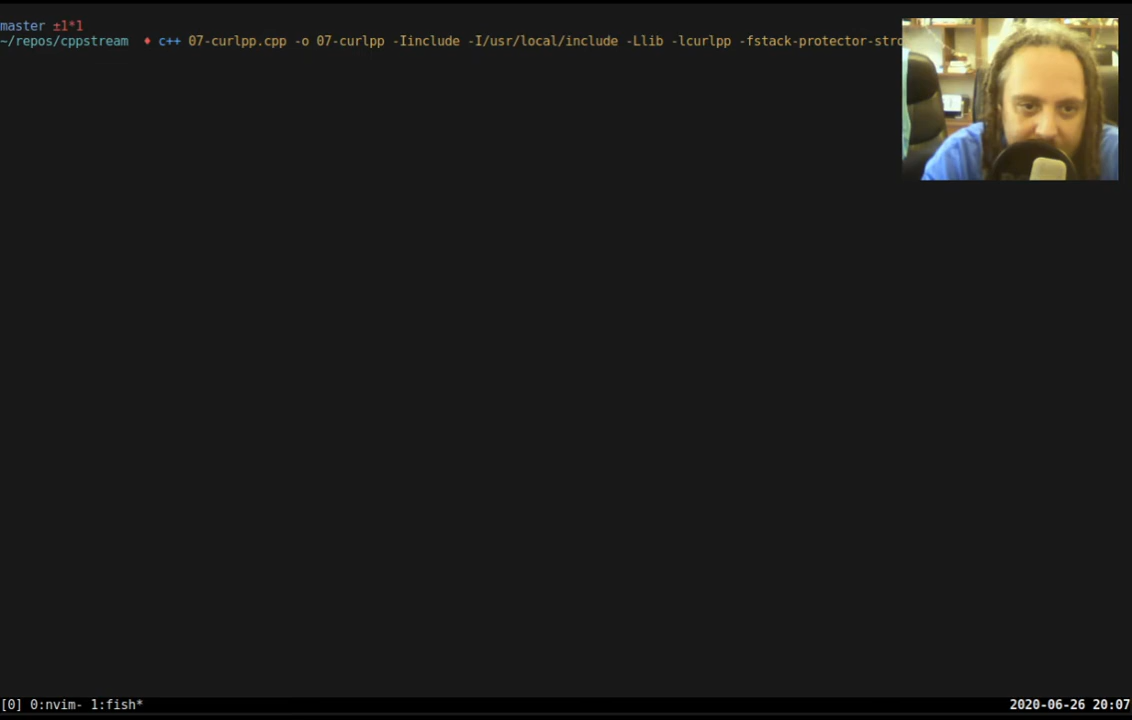 master ±1*1
~/repos/cppstream ♦ c++ 07-curlpp.cpp -o 07-curlpp -Iinclude -I/usr/local/include -Llib -lcurlpp -fstack-protector-stro
[0] 0:nvim- 1:fish* 2020-06-26 20:07